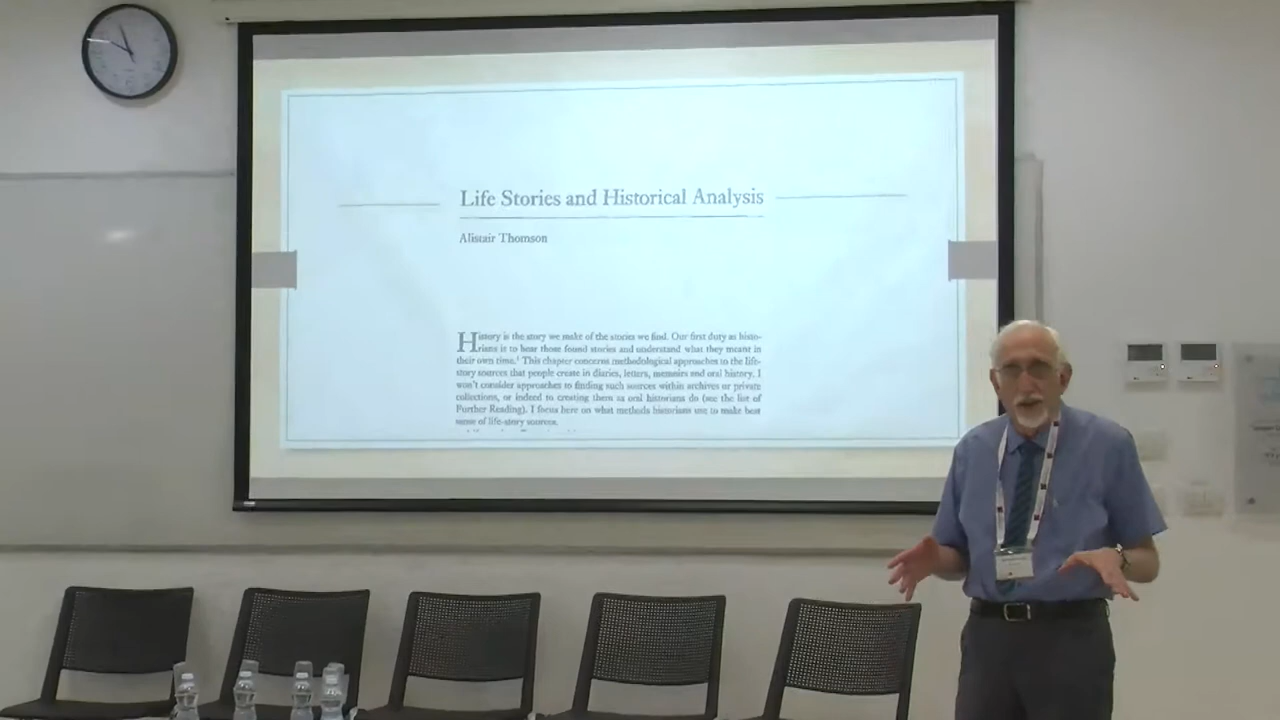 Life Stories and Historical Analysis
Alistair Thomson
History is the story we make of the stories we find. Our first duty as histo-
rians is to hear those found stories and understand what they meant in
their own time.¹ This chapter concerns methodological approaches to the life-
story sources that people create in diaries, letters, memoirs and oral history. I
won't consider approaches to finding such sources within archives or private
collections, or indeed to creating them as oral historians do (see the list of
Further Reading). I focus here on what methods historians use to make best
sense of life-story sources.